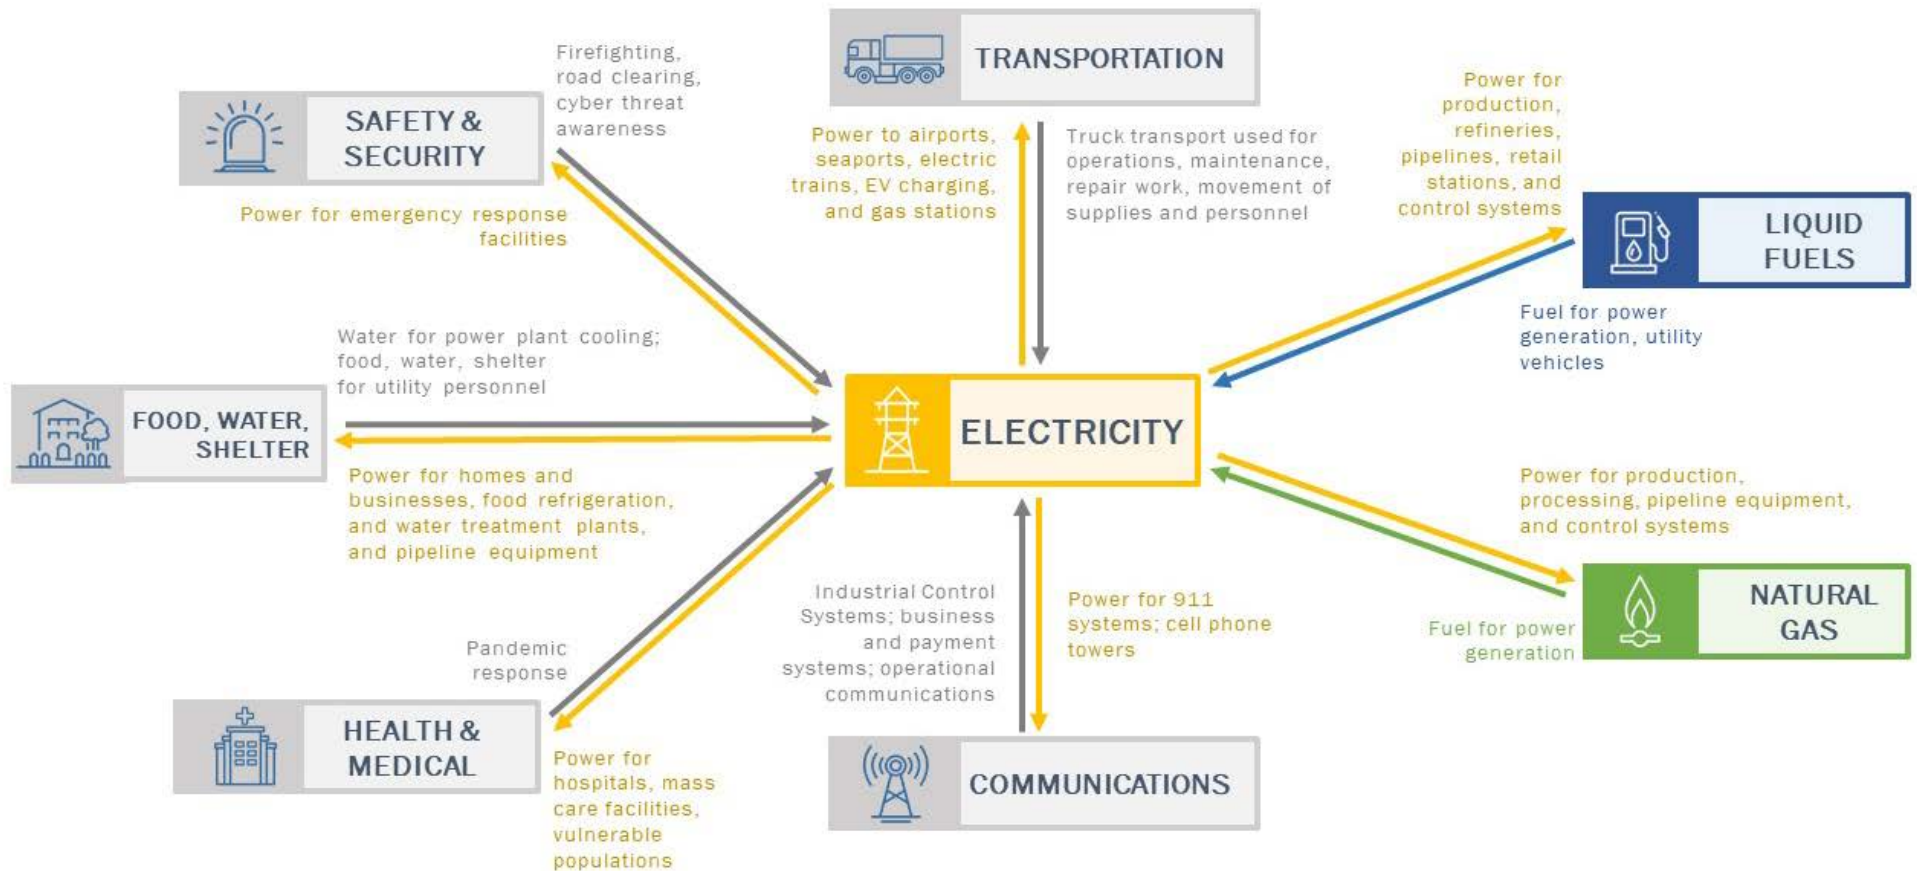 Firefighting,
road clearing,
cyber threat
awareness
SAFETY &
SECURITY
Power for emergency response
facilities
TRANSPORTATION
Power to airports,
seaports, electric
trains, EV charging,
and gas stations
Truck transport used for
operations, maintenance,
repair work, movement of
supplies and personnel
Power for
production,
refineries,
pipelines, retail
stations, and
control systems
LIQUID
FUELS
Fuel for power
generation, utility
vehicles
Water for power plant cooling;
food, water, shelter
for utility personnel
FOOD, WATER,
SHELTER
Power for homes and
businesses, food refrigeration,
and water treatment plants,
and pipeline equipment
ELECTRICITY
Power for production,
processing, pipeline equipment,
and control systems
NATURAL
GAS
Fuel for power
generation
Pandemic
response
HEALTH &
MEDICAL
Power for
hospitals, mass
care facilities,
vulnerable
populations
Industrial Control
Systems; business
and payment
systems; operational
communications
Power for 911
systems; cell phone
towers
COMMUNICATIONS